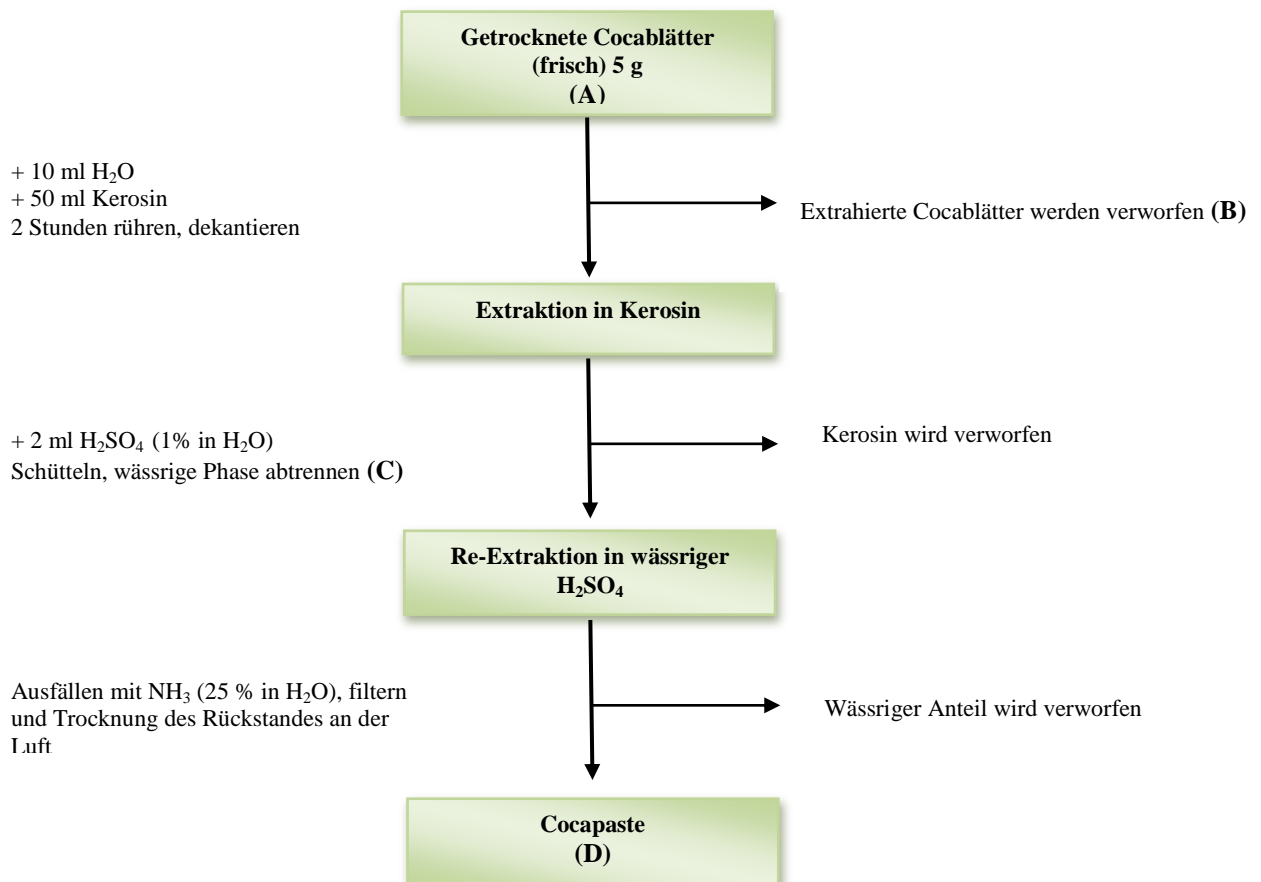 Getrocknete Cocablätter
(frisch) 5 g
(A)
+ 10 ml H₂O
+ 50 ml Kerosin
2 Stunden rühren, dekantieren
Extrahierte Cocablätter werden verworfen (B)
Extraktion in Kerosin
+ 2 ml H₂SO₄ (1% in H₂O)
Schütteln, wässrige Phase abtrennen (C)
Kerosin wird verworfen
Re-Extraktion in wässriger
H₂SO₄
Ausfällen mit NH₃ (25 % in H₂O), filtern
und Trocknung des Rückstandes an der
Luft
Wässriger Anteil wird verworfen
Cocapaste
(D)